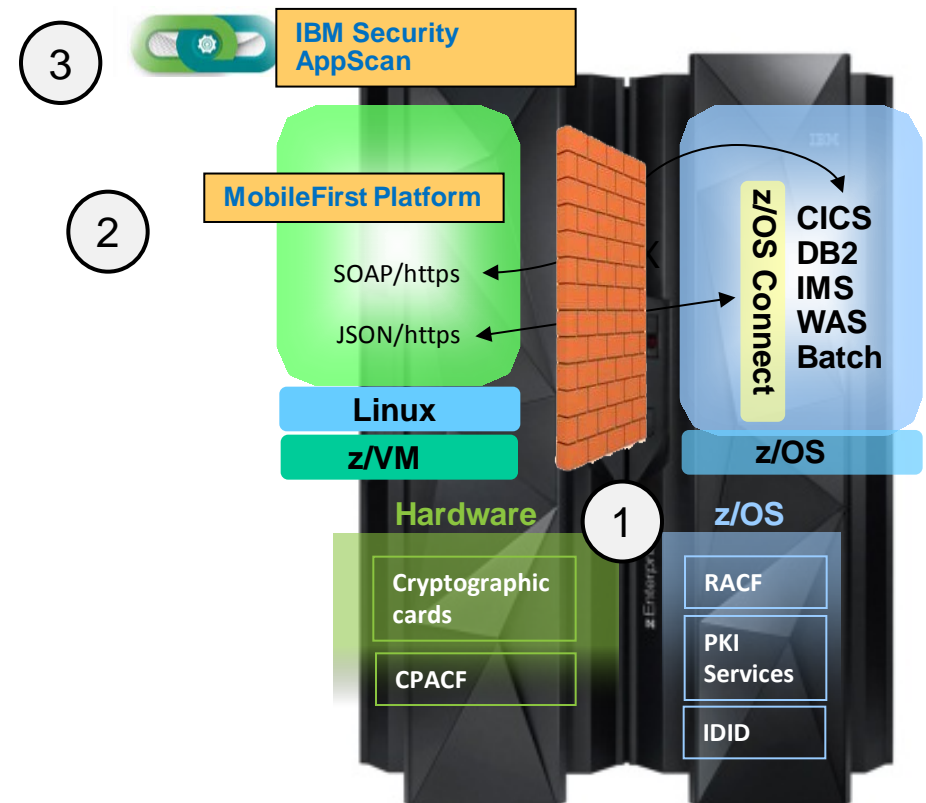 3
IBM Security
AppScan
IBM
2
MobileFirst Platform
SOAP/https
JSON/https
z/OS Connect
CICS
DB2
IMS
WAS
Batch
Linux
z/VM
z/OS
Hardware
1
z/OS
Cryptographic
cards
CPACF
RACF
PKI
Services
IDID